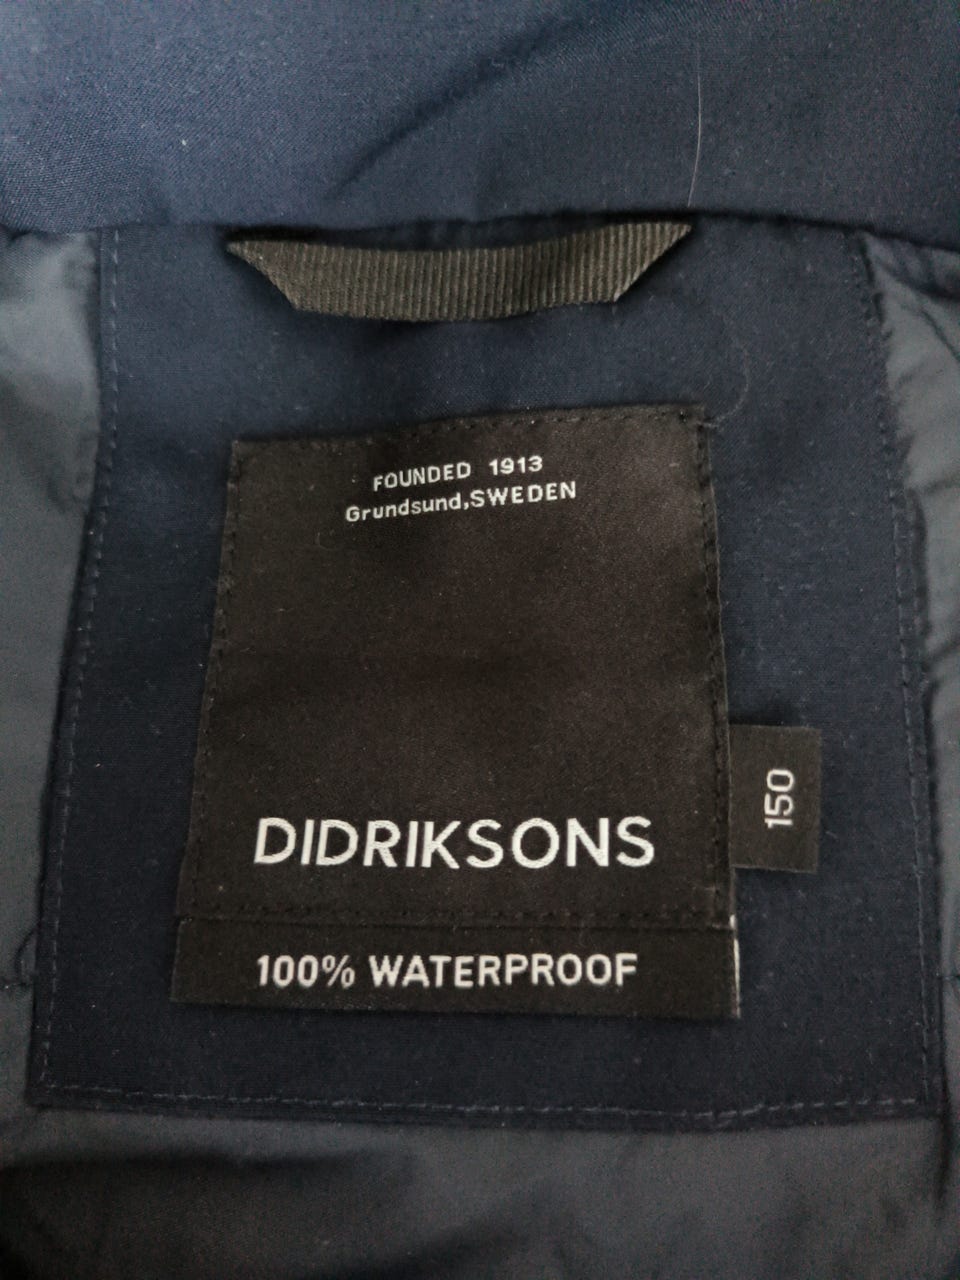 FOUNDED 1913
Grundsund,SWEDEN
DIDRIKSONS
150
100% WATERPROOF